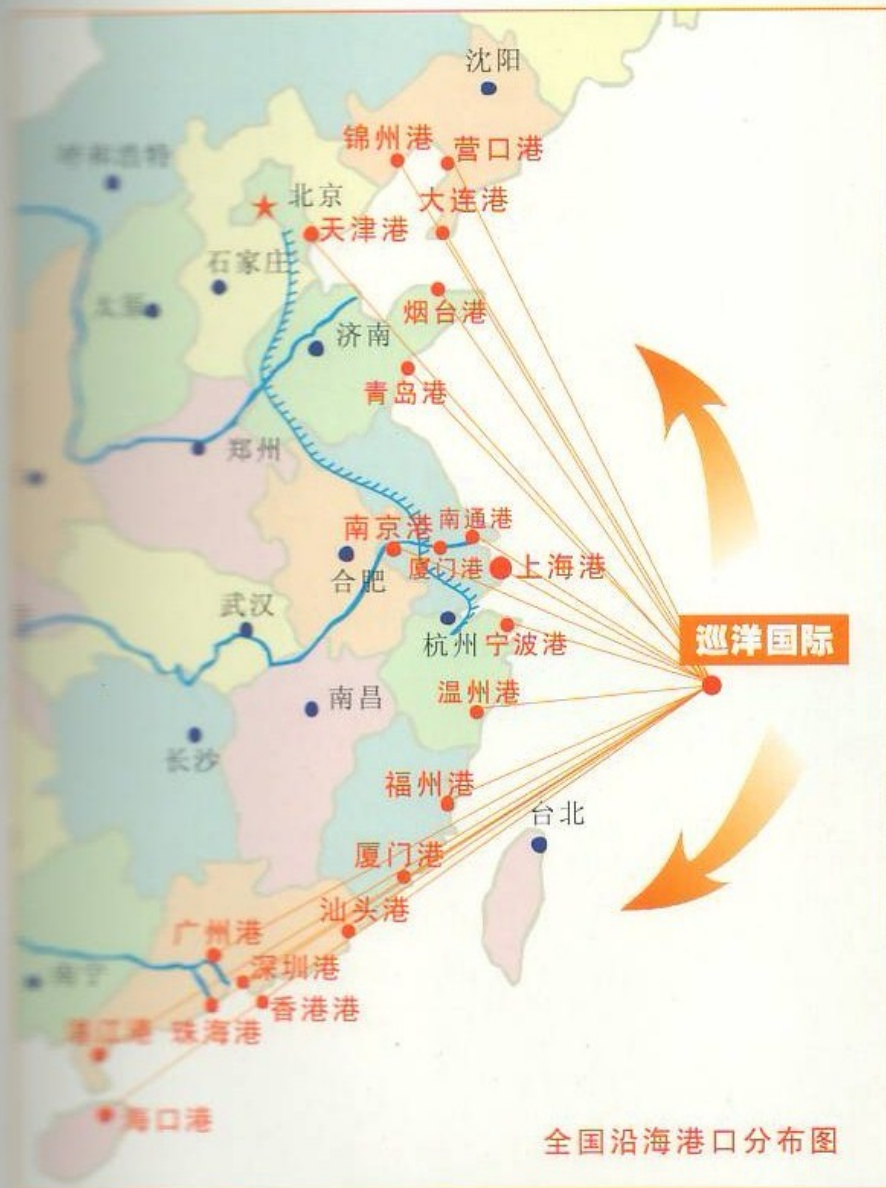 沈阳
锦州港
营口港
呼和浩特
北京
大连港
天津港
石家庄
烟台港
太原
济南
青岛港
郑州
南通港
南京港
厦门港
上海港
合肥
武汉
杭州
宁波港
巡洋国际
温州港
南昌
长沙
福州港
台北
厦门港
汕头港
广州港
深圳港
南宁
香港港
珠海港
湛江港
海口港
全国沿海港口分布图